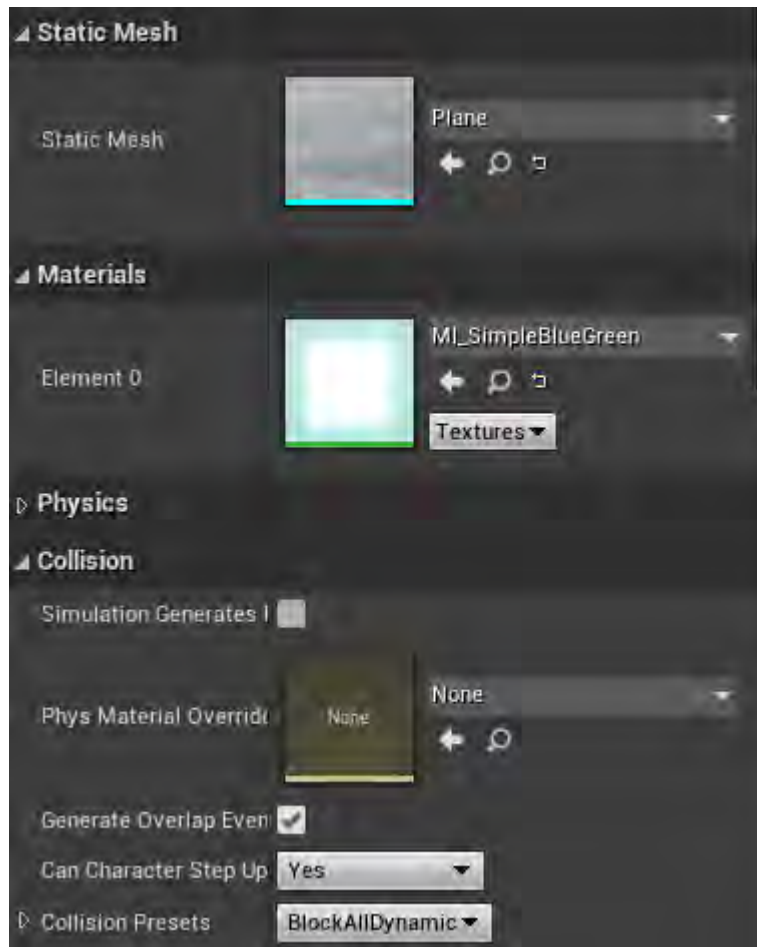 Static Mesh
Static Mesh
Plane
Materials
Element 0
MI_SimpleBlueGreen
Textures
Physics
Collision
Simulation Generates
Phys Material Override
None
None
Generate Overlap Even
Can Character Step Up
Yes
Collision Presets
BlockAllDynamic